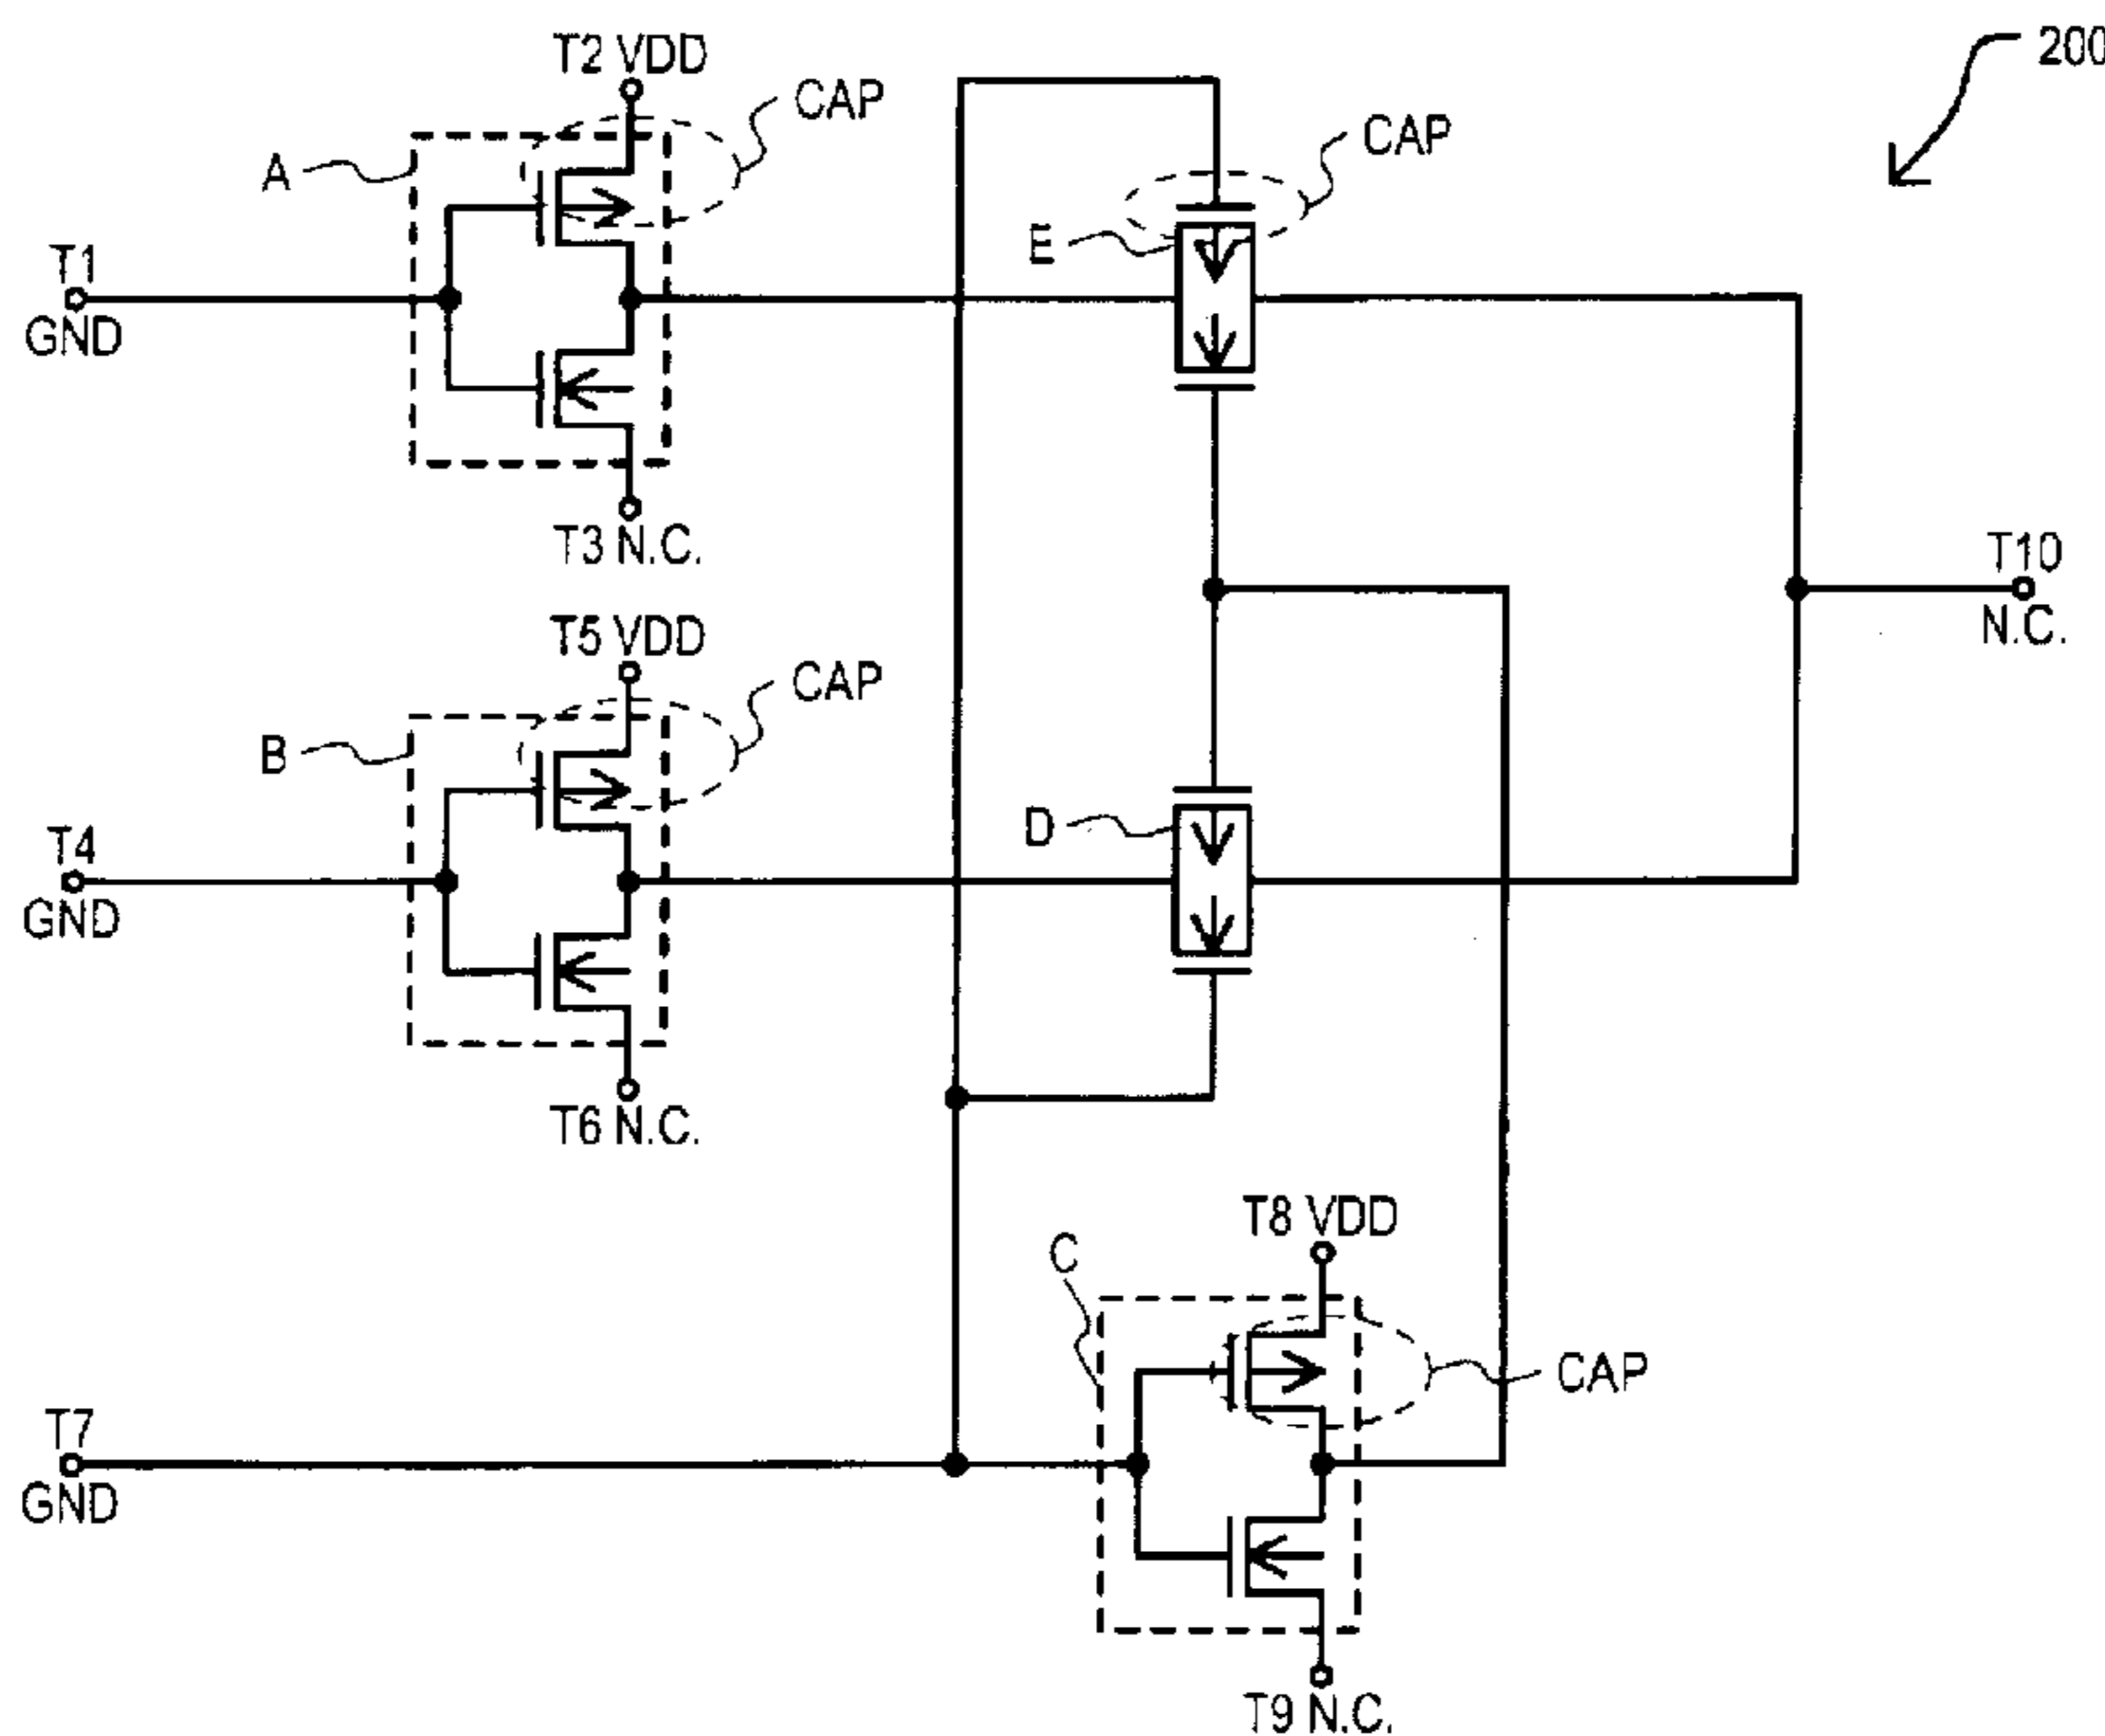 200
T2 VDD
CAP
A
CAP
E
T1
GND
T3 N.C.
T10
N.C.
T5 VDD
CAP
B
D
T4
GND
T6 N.C.
T8 VDD
C
CAP
T7
GND
T9 N.C.